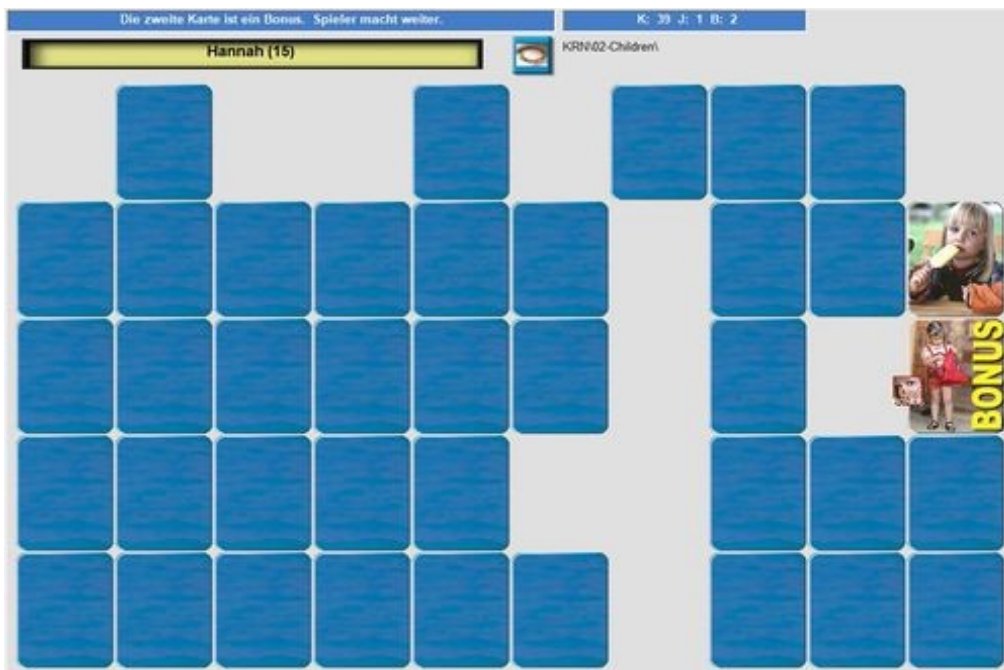 Die zweite Karte ist ein Bonus. Spieler macht weiter.
K: 39 J: 1 B: 2
Hannah (15)
KRN\02-Children\
BONUS